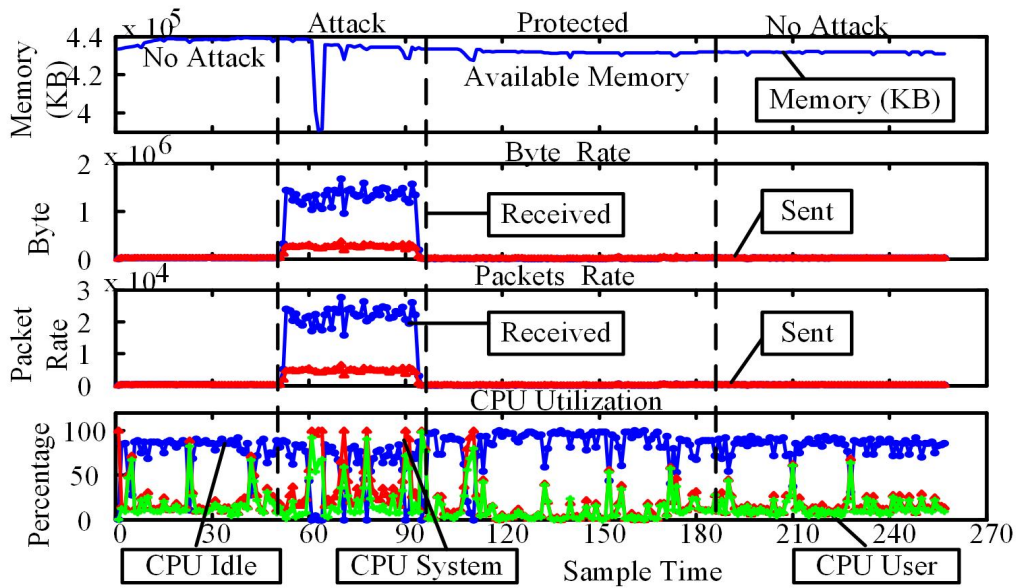 x 10^5
Attack
Protected
No Attack
4.4
4.2
4
Memory
(KB)
No Attack
Available Memory
Memory (KB)
x 10^6
Byte Rate
2
1
0
Byte
Received
Sent
x 10^4
Packets Rate
3
2
1
0
Packet
Rate
Received
Sent
CPU Utilization
100
50
0
Percentage
0 30 60 90 120 150 180 210 240 270
CPU Idle
CPU System
Sample Time
CPU User